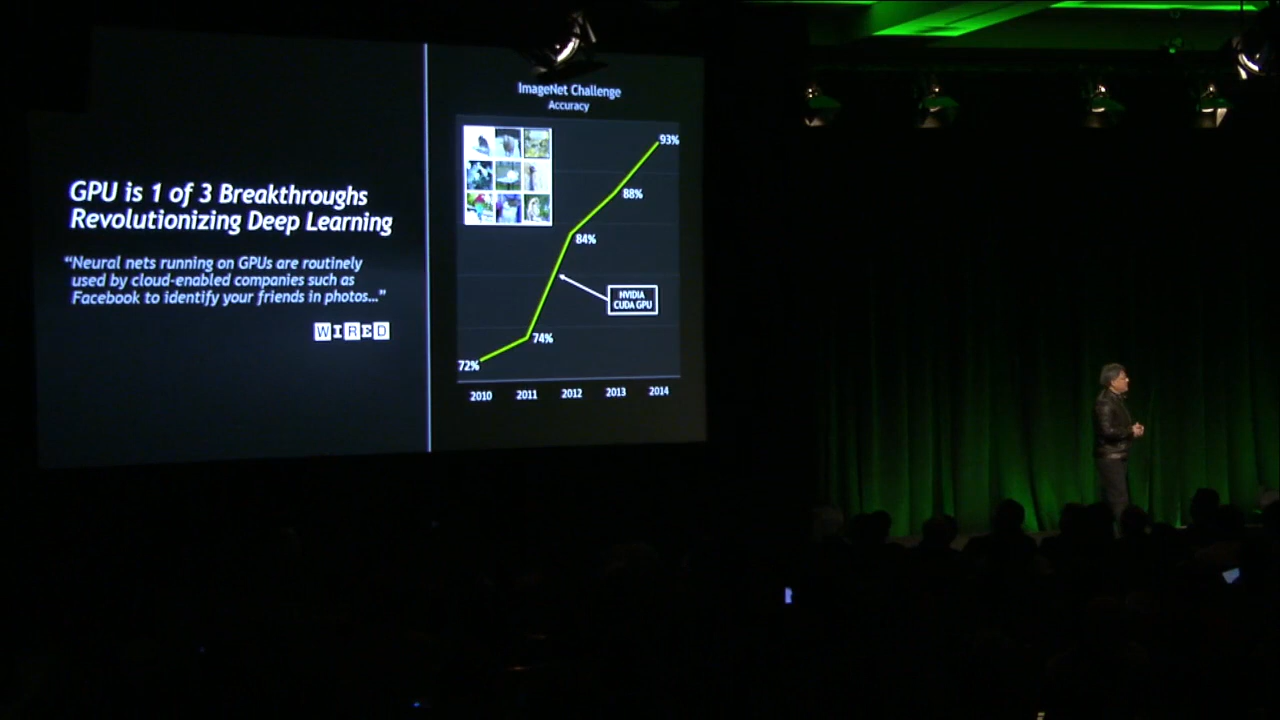 GPU is 1 of 3 Breakthroughs
Revolutionizing Deep Learning
“Neural nets running on GPUs are routinely
used by cloud-enabled companies such as
Facebook to identify your friends in photos…”
WIRED
ImageNet Challenge
Accuracy
93%
88%
84%
NVIDIA
CUDA GPU
74%
72%
2010 2011 2012 2013 2014